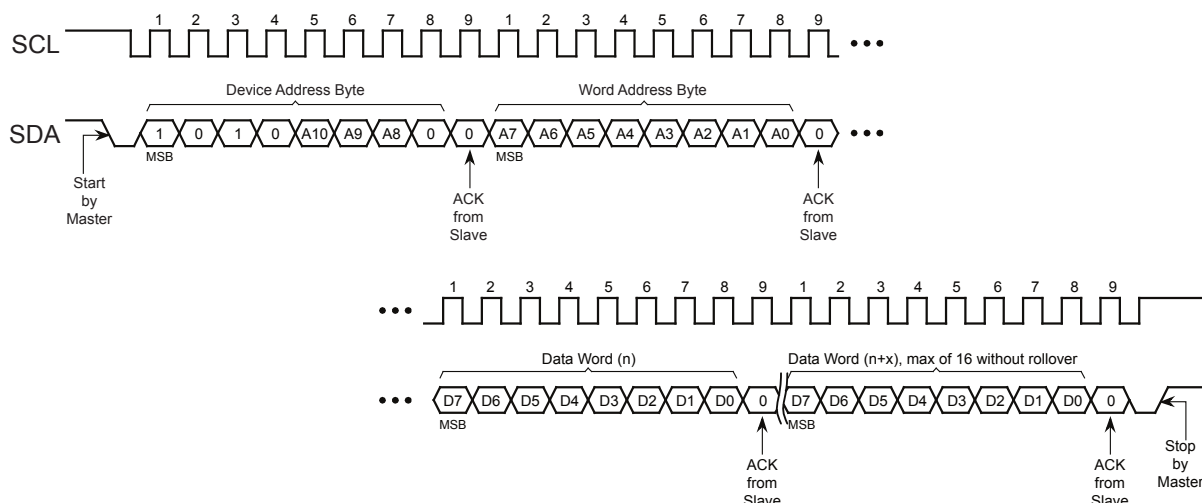 1 2 3 4 5 6 7 8 9 1 2 3 4 5 6 7 8 9
SCL
Device Address Byte Word Address Byte
SDA 1 0 1 0 A10 A9 A8 0 0 A7 A6 A5 A4 A3 A2 A1 A0 0
MSB MSB
Start
by
Master
ACK
from
Slave
ACK
from
Slave
1 2 3 4 5 6 7 8 9 1 2 3 4 5 6 7 8 9
Data Word (n) Data Word (n+x), max of 16 without rollover
D7 D6 D5 D4 D3 D2 D1 D0 0 D7 D6 D5 D4 D3 D2 D1 D0 0
MSB MSB
ACK
from
Slave
ACK
from
Slave
Stop
by
Master